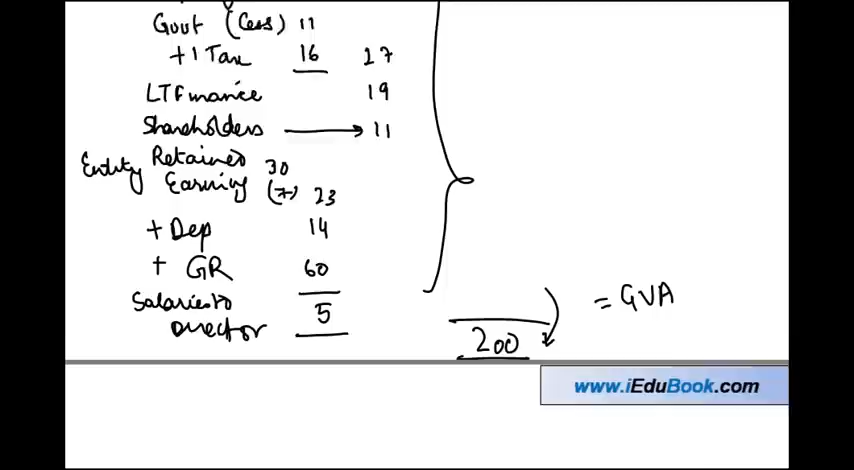 Govt (Cess) 11
+ I Tax 16 27
LT Finance 19
Shareholders → 11
Entity Retained 30
Earning (7) 23
+ Dep 14
+ GR 60
Salaries to
Director 5
200 = GVA
www.iEduBook.com